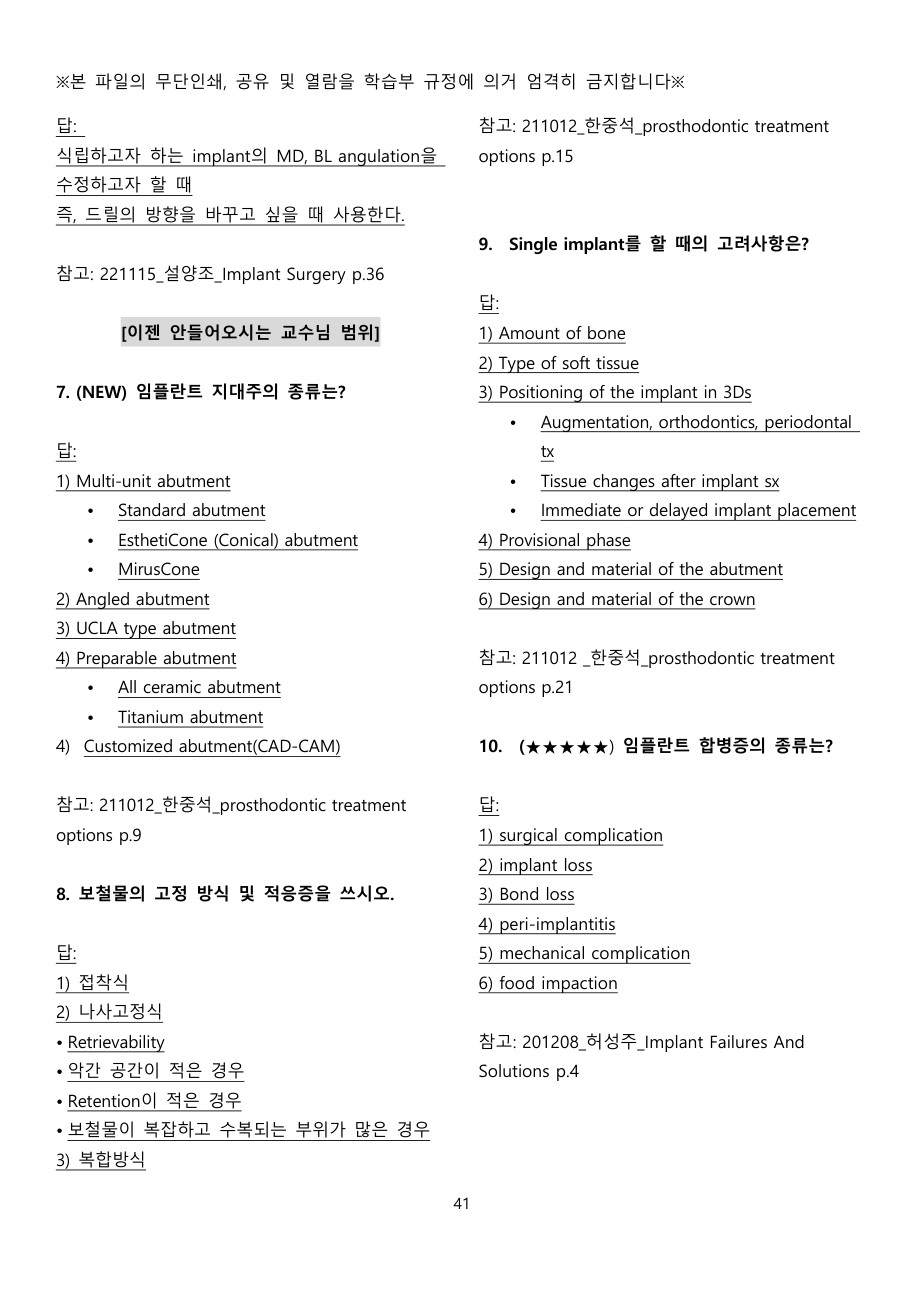 ※본 파일의 무단인쇄, 공유 및 열람을 학습부 규정에 의거 엄격히 금지합니다※
답:
식립하고자 하는 implant의 MD, BL angulation을
수정하고자 할 때
즉, 드릴의 방향을 바꾸고 싶을 때 사용한다.
참고: 221115_설양조_Implant Surgery p.36
[이젠 안들어오시는 교수님 범위]
7. (NEW) 임플란트 지대주의 종류는?
답:
1) Multi-unit abutment
• Standard abutment
• EsthetiCone (Conical) abutment
• MirusCone
2) Angled abutment
3) UCLA type abutment
4) Preparable abutment
• All ceramic abutment
• Titanium abutment
4) Customized abutment(CAD-CAM)
참고: 211012_한중석_prosthodontic treatment
options p.9
8. 보철물의 고정 방식 및 적응증을 쓰시오.
답:
1) 접착식
2) 나사고정식
• Retrievability
• 악간 공간이 적은 경우
• Retention이 적은 경우
• 보철물이 복잡하고 수복되는 부위가 많은 경우
3) 복합방식
참고: 211012_한중석_prosthodontic treatment
options p.15
9. Single implant를 할 때의 고려사항은?
답:
1) Amount of bone
2) Type of soft tissue
3) Positioning of the implant in 3Ds
• Augmentation, orthodontics, periodontal
tx
• Tissue changes after implant sx
• Immediate or delayed implant placement
4) Provisional phase
5) Design and material of the abutment
6) Design and material of the crown
참고: 211012 _한중석_prosthodontic treatment
options p.21
10. (★★★★★) 임플란트 합병증의 종류는?
답:
1) surgical complication
2) implant loss
3) Bond loss
4) peri-implantitis
5) mechanical complication
6) food impaction
참고: 201208_허성주_Implant Failures And
Solutions p.4
41